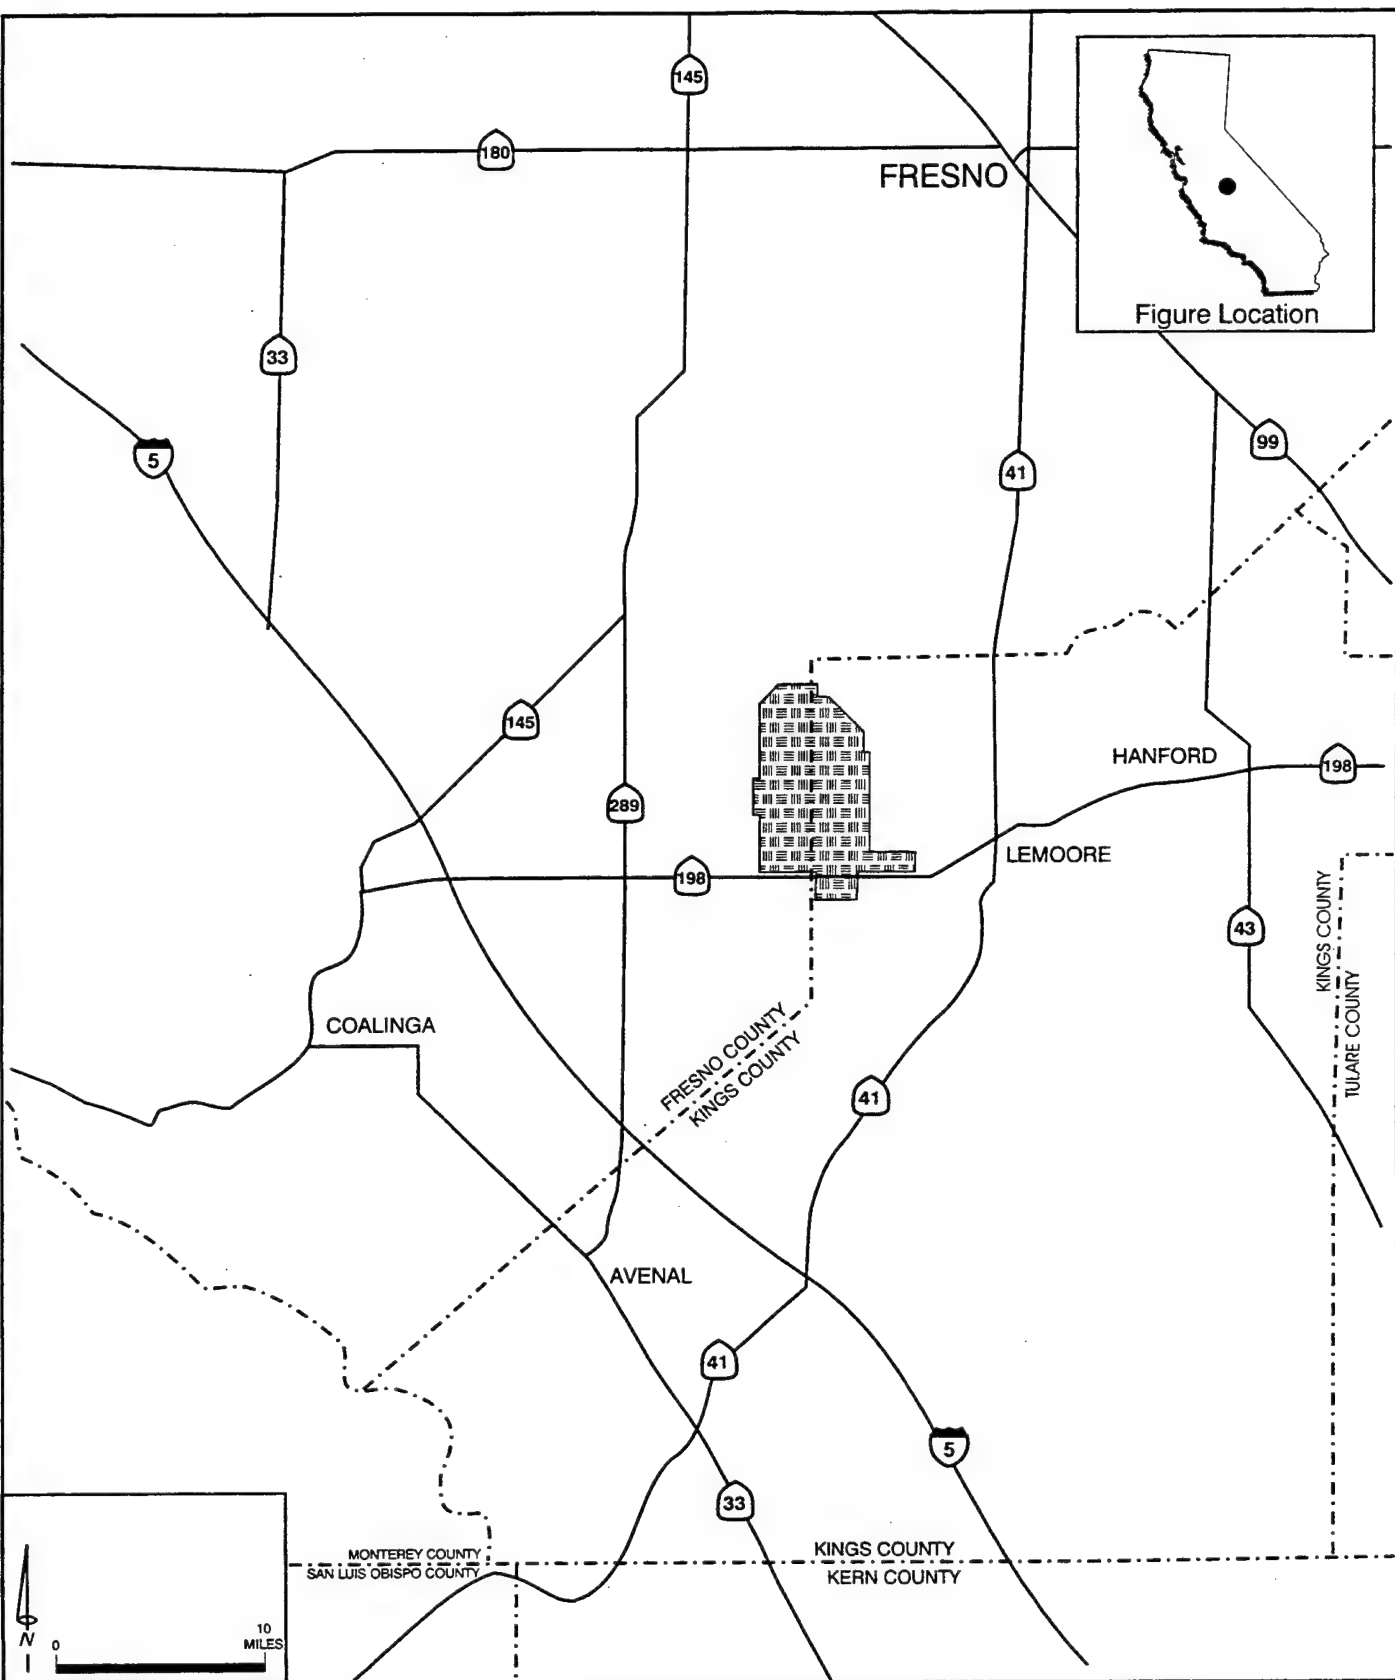 145
180
FRESNO
Figure Location
33
5
99
41
145
HANFORD
198
289
LEMOORE
198
KINGS COUNTY
TULARE COUNTY
43
COALINGA
FRESNO COUNTY
KINGS COUNTY
41
AVENAL
41
5
33
MONTEREY COUNTY
SAN LUIS OBISPO COUNTY
KINGS COUNTY
KERN COUNTY
N
0
10
MILES